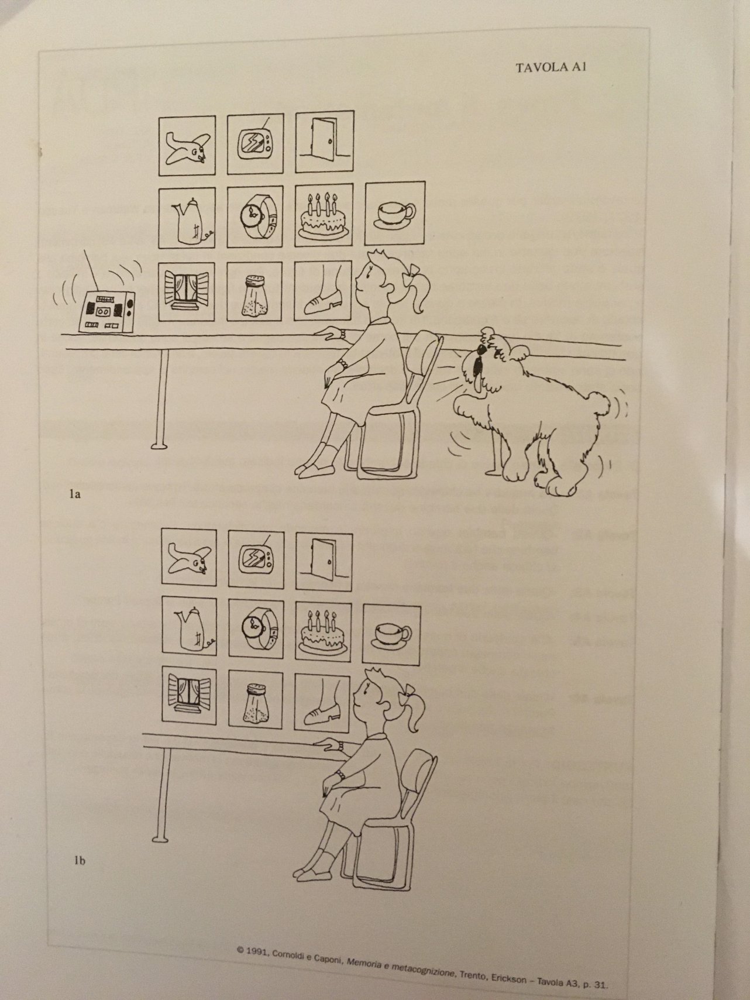 TAVOLA A1
1a
1b
© 1991, Cornoldi e Caponi, Memoria e metacognizione, Trento, Erickson – Tavola A3, p. 31.